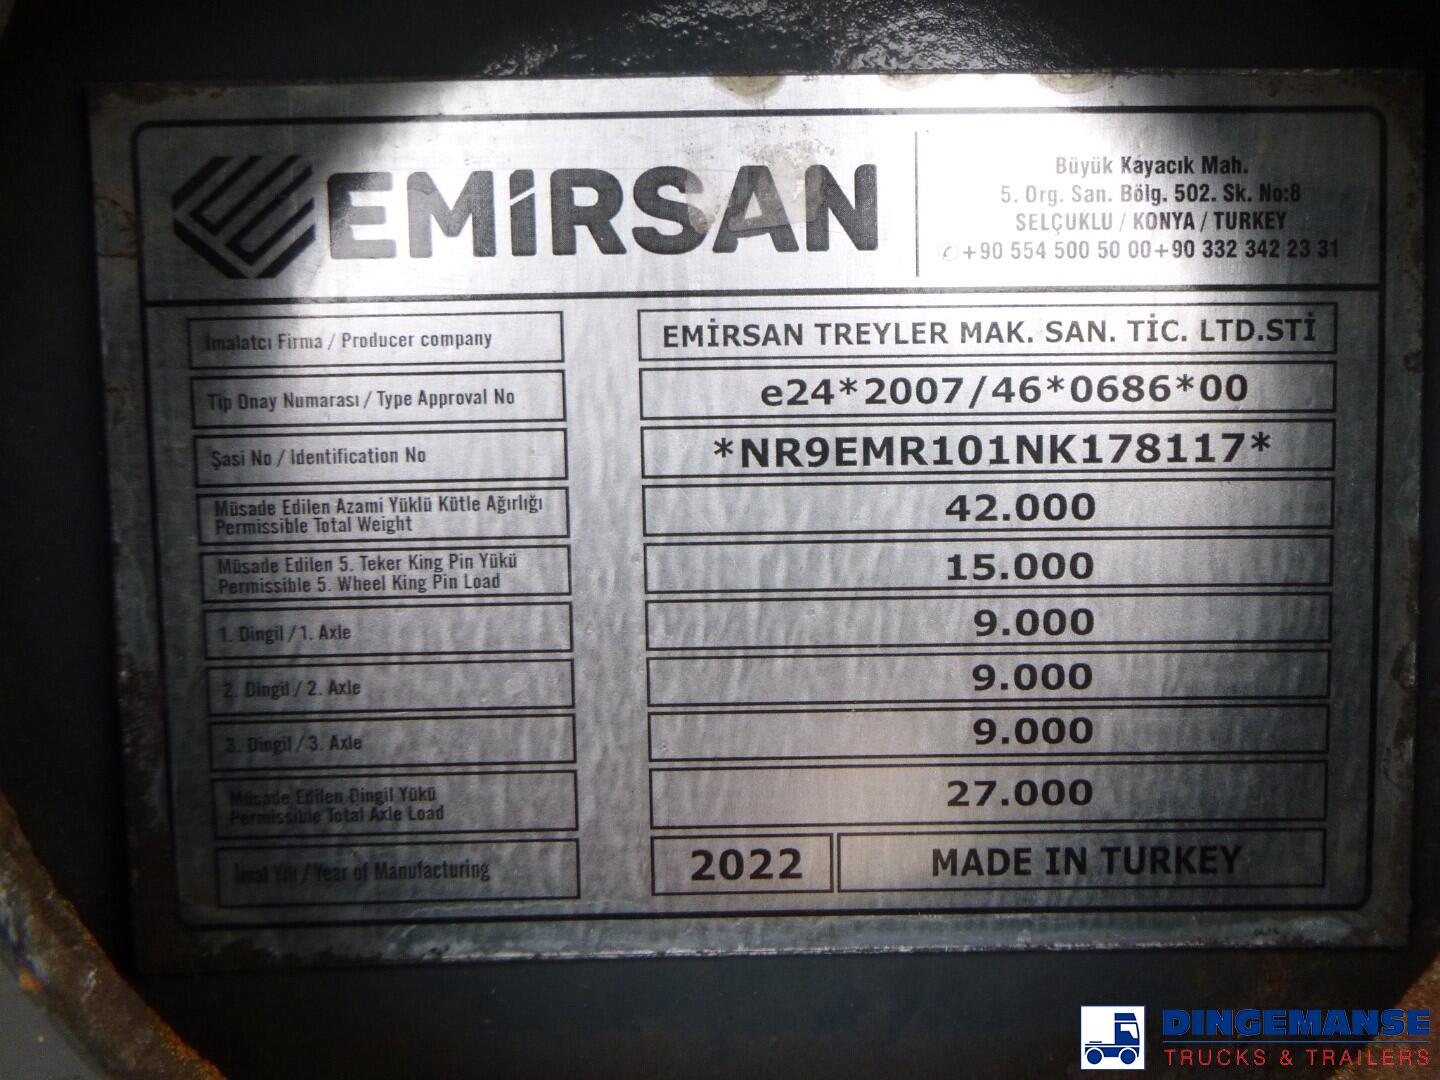 EMİRSAN
Büyük Kayacık Mah.
5. Org. San. Bölg. 502. Sk. No:8
SELÇUKLU / KONYA / TURKEY
✆+90 554 500 50 00+90 332 342 23 31
İmalatcı Firma / Producer company
EMİRSAN TREYLER MAK. SAN. TİC. LTD.STİ
Tip Onay Numarası / Type Approval No
e24*2007/46*0686*00
Şasi No / Identification No
*NR9EMR101NK178117*
Müsade Edilen Azami Yüklü Kütle Ağırlığı
Permissible Total Weight
42.000
Müsade Edilen 5. Teker King Pin Yükü
Permissible 5. Wheel King Pin Load
15.000
1. Dingil / 1. Axle
9.000
2. Dingil / 2. Axle
9.000
3. Dingil / 3. Axle
9.000
Müsade Edilen Dingil Yükü
Permissible Total Axle Load
27.000
İmal Yılı / Year of Manufacturing
2022
MADE IN TURKEY
DINGEMANSE
TRUCKS & TRAILERS